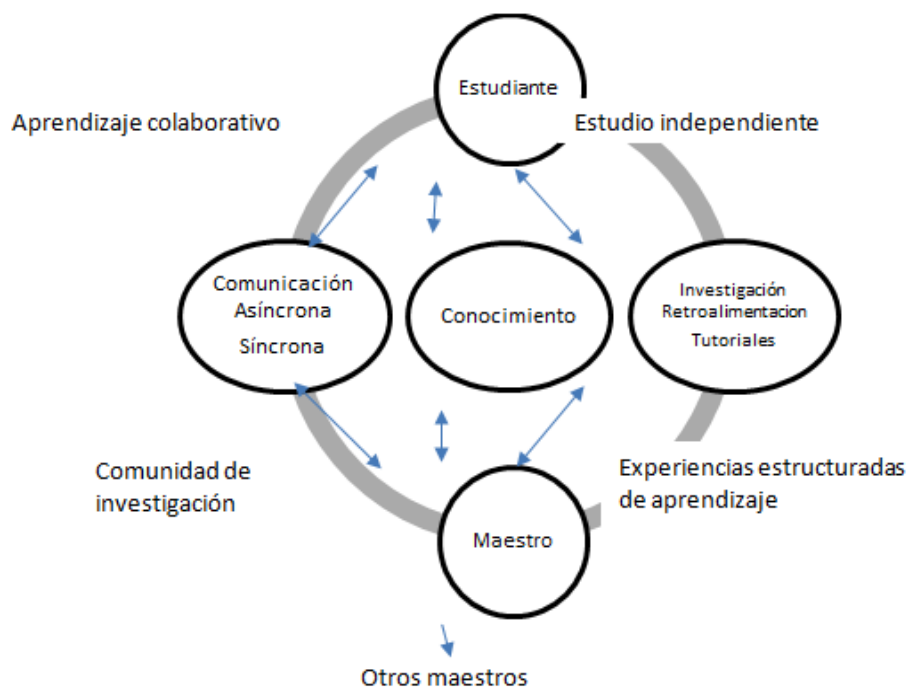 Estudiante
Aprendizaje colaborativo
Estudio independiente
Comunicación
Asíncrona
Síncrona
Conocimiento
Investigación
Retroalimentacion
Tutoriales
Comunidad de
investigación
Experiencias estructuradas
de aprendizaje
Maestro
Otros maestros